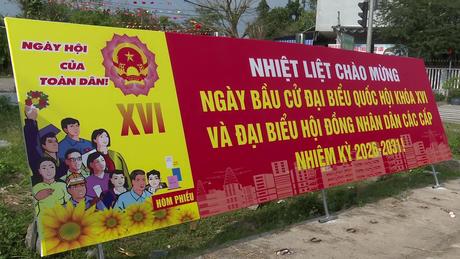 NGÀY HỘI
CỦA
TOÀN DÂN!
XVI
HÒM PHIẾU
NHIỆT LIỆT CHÀO MỪNG
NGÀY BẦU CỬ ĐẠI BIỂU QUỐC HỘI KHÓA XVI
VÀ ĐẠI BIỂU HỘI ĐỒNG NHÂN DÂN CÁC CẤP
NHIỆM KỲ 2026-2031!